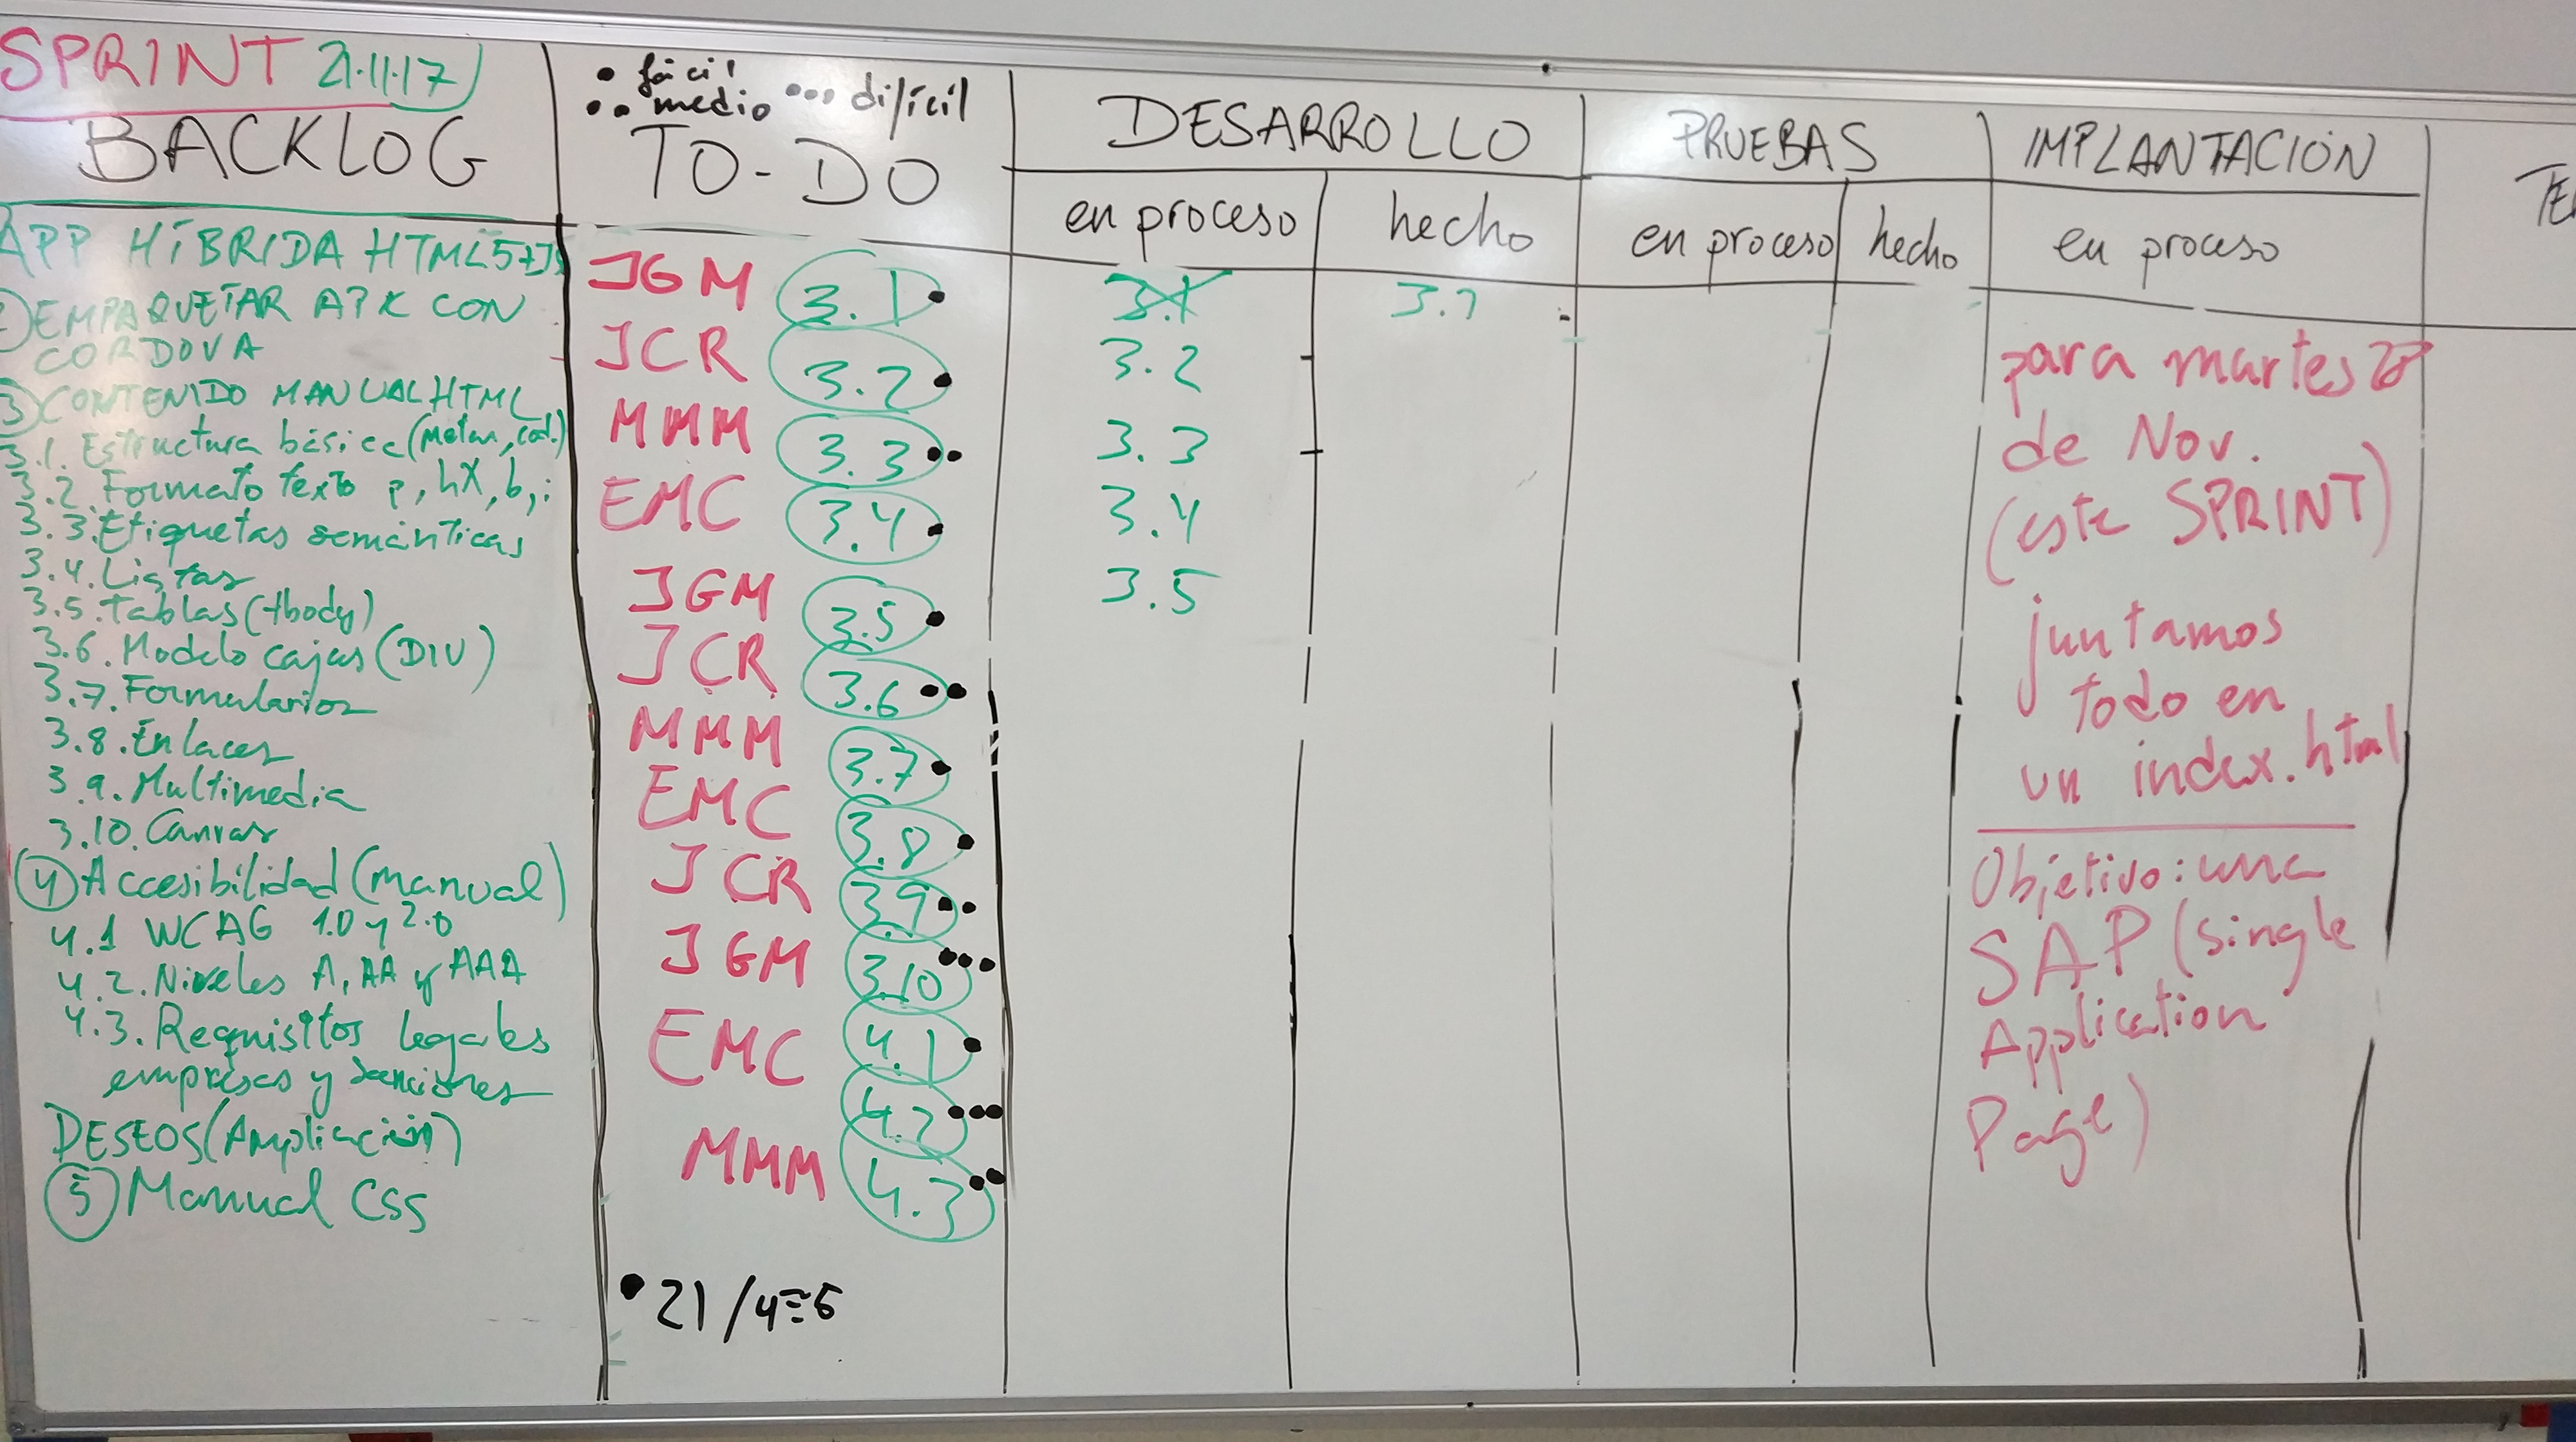 SPRINT 21.11.17
BACKLOG
APP HÍBRIDA HTML5+JS
2) EMPAQUETAR APK CON
CORDOVA
3) CONTENIDO MANUAL HTML
3.1. Estructura básica (metas, cod.)
3.2. Formato texto p, hX, b, i
3.3. Etiquetas semánticas
3.4. Listas
3.5. Tablas (tbody)
3.6. Modelo cajas (DIV)
3.7. Formularios
3.8. Enlaces
3.9. Multimedia
3.10. Canvas
4) Accesibilidad (manual)
4.1 WCAG 1.0 y 2.0
4.2. Niveles A, AA y AAA
4.3. Requisitos legales
empresas y sanciones
DESEOS (Ampliación)
5) Manual CSS
• fácil
•• medio ••• difícil
TO-DO
JGM 3.1 •
JCR 3.2 •
MMM 3.3 ••
EMC 3.4 •
JGM 3.5 •
JCR 3.6 ••
MMM 3.7 •
EMC 3.8 •
JCR 3.9 ••
JGM 3.10 •••
EMC 4.1 •
4.2 •••
MMM 4.3 ••
• 21/4≅5
DESARROLLO
en proceso
3.1
3.2
3.3
3.4
3.5
hecho
3.1
PRUEBAS
en proceso
hecho
IMPLANTACIÓN
en proceso
para martes 28
de Nov.
(este SPRINT)
juntamos
todo en
un index.html
Objetivo: una
SAP (single
Application
Page)